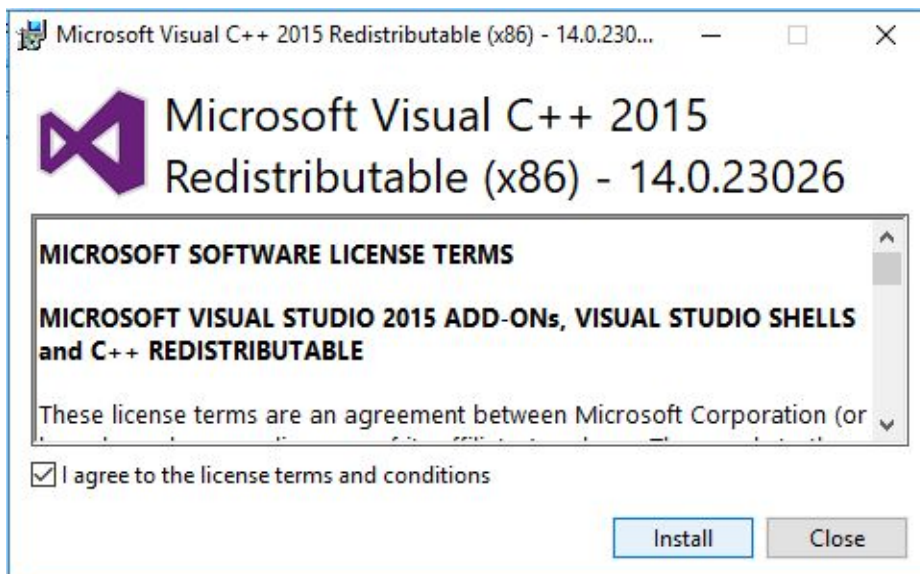 Microsoft Visual C++ 2015 Redistributable (x86) - 14.0.230...
Microsoft Visual C++ 2015
Redistributable (x86) - 14.0.23026
MICROSOFT SOFTWARE LICENSE TERMS
MICROSOFT VISUAL STUDIO 2015 ADD-ONs, VISUAL STUDIO SHELLS
and C++ REDISTRIBUTABLE
These license terms are an agreement between Microsoft Corporation (or
I agree to the license terms and conditions
Install
Close